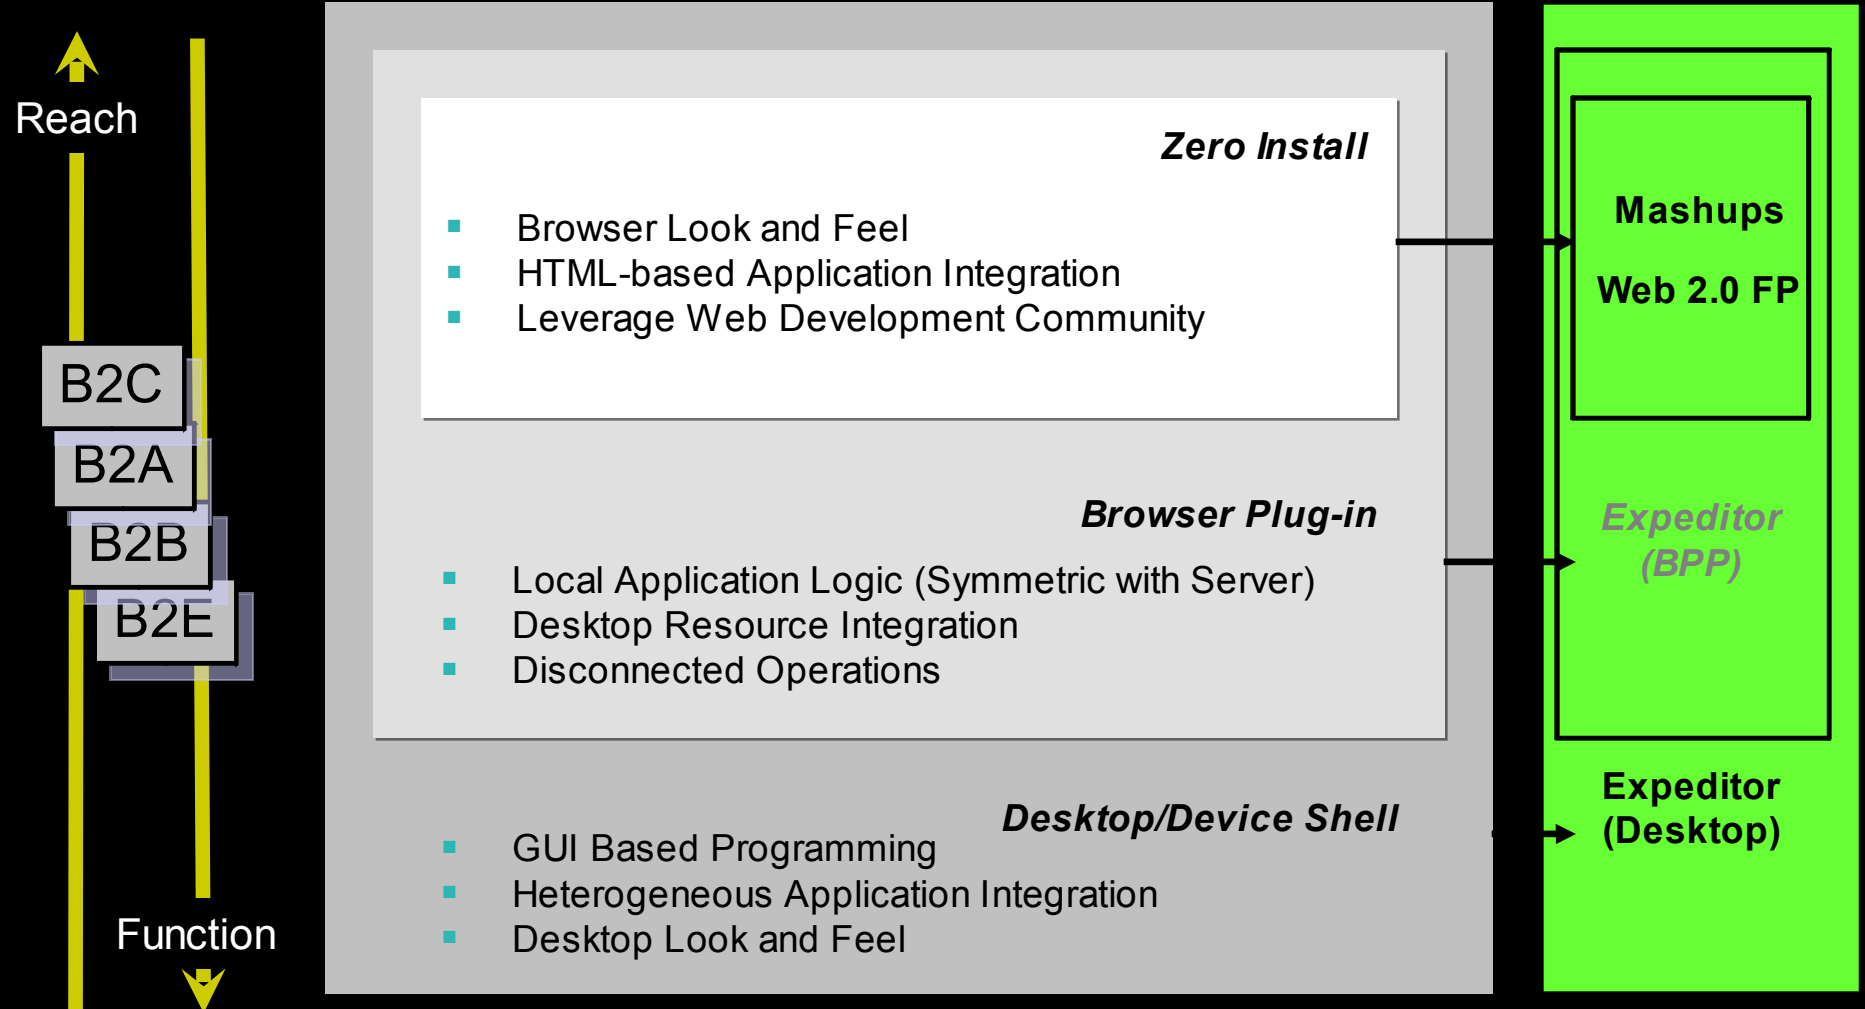 Reach
B2C
B2A
B2B
B2E
Function
Zero Install
Browser Look and Feel
HTML-based Application Integration
Leverage Web Development Community
Browser Plug-in
Local Application Logic (Symmetric with Server)
Desktop Resource Integration
Disconnected Operations
Desktop/Device Shell
GUI Based Programming
Heterogeneous Application Integration
Desktop Look and Feel
Mashups
Web 2.0 FP
Expeditor
(BPP)
Expeditor
(Desktop)